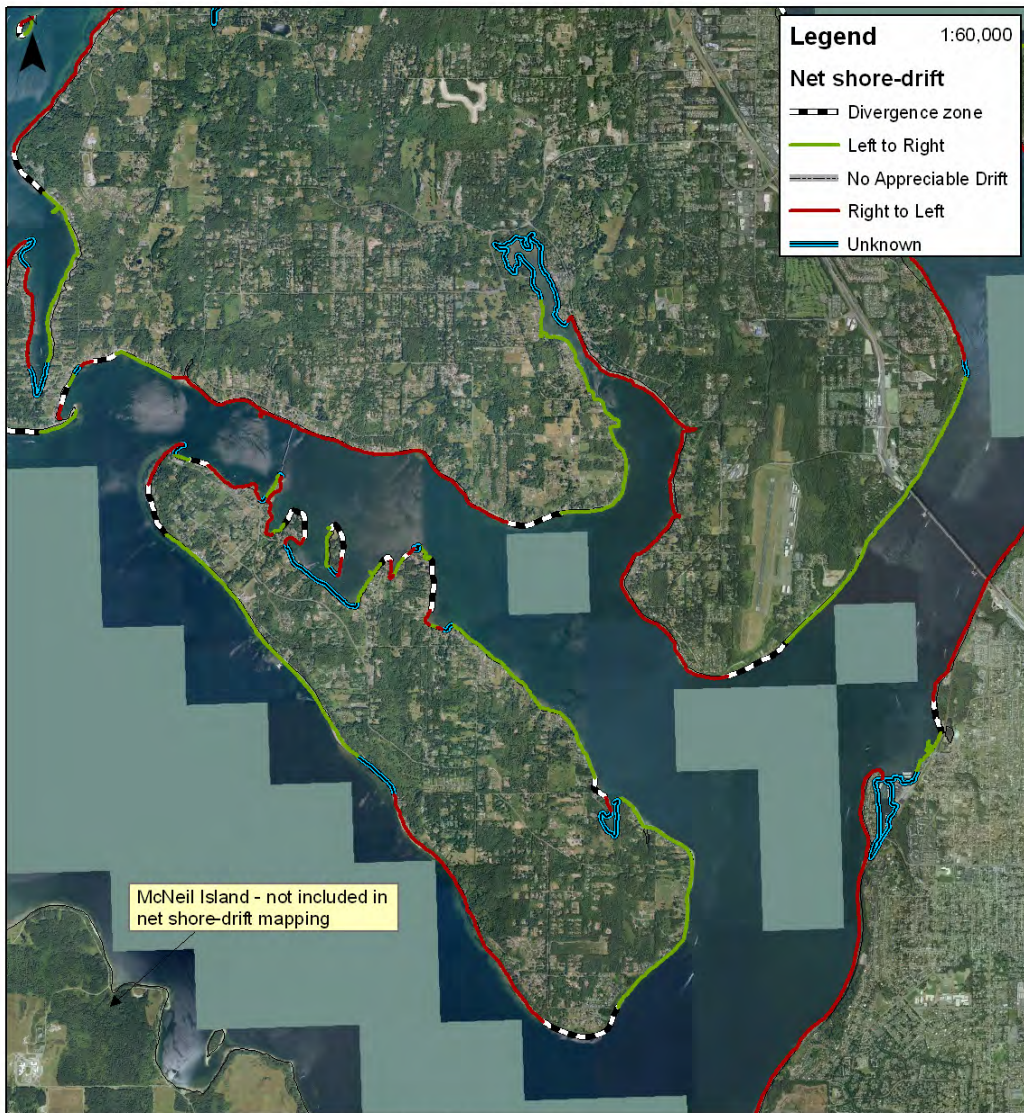 Legend 1:60,000
Net shore-drift
Divergence zone
Left to Right
No Appreciable Drift
Right to Left
Unknown
McNeil Island - not included in
net shore-drift mapping